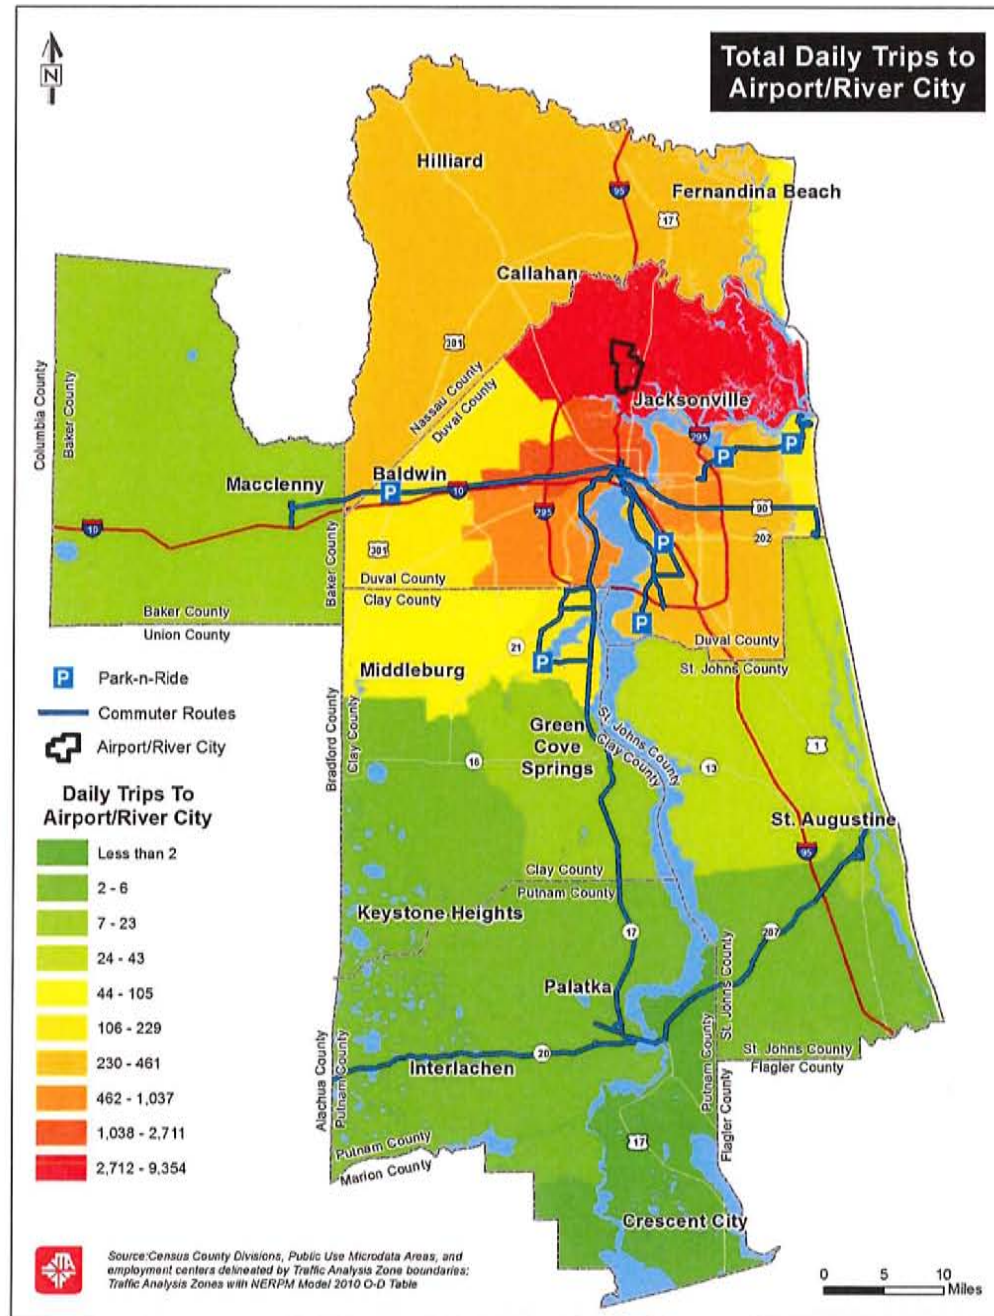 Total Daily Trips to
Airport/River City
N
Hilliard
95
Fernandina Beach
17
Callahan
301
Nassau County
Duval County
Jacksonville
295
P
P
Columbia County
Baker County
Macclenny
Baldwin
P
10
10
295
90
P
202
301
Baker County
Duval County
Duval County
Clay County
Baker County
Union County
P
Duval County
St. Johns County
21
P
Middleburg
P Park-n-Ride
Commuter Routes
Airport/River City
Bradford County
Clay County
Green
Cove
Springs
St. Johns County
Clay County
16
13
1
St. Augustine
95
Daily Trips To
Airport/River City
Less than 2
2 - 6
7 - 23
24 - 43
44 - 105
106 - 229
230 - 461
462 - 1,037
1,038 - 2,711
2,712 - 9,354
Clay County
Putnam County
Keystone Heights
17
207
Putnam County
St. Johns County
Palatka
20
Interlachen
St. Johns County
Flagler County
Alachua County
Putnam County
Putnam County
Flagler County
17
Putnam County
Marion County
Crescent City
JTA
Source:Census County Divisions, Public Use Microdata Areas, and
employment centers delineated by Traffic Analysis Zone boundaries;
Traffic Analysis Zones with NERPM Model 2010 O-D Table
0 5 10
Miles